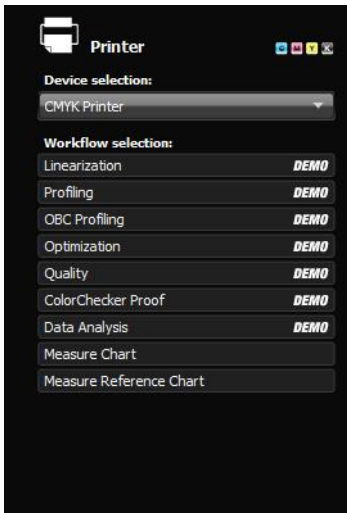 Printer C M Y K
Device selection:
CMYK Printer
Workflow selection:
Linearization DEMO
Profiling DEMO
OBC Profiling DEMO
Optimization DEMO
Quality DEMO
ColorChecker Proof DEMO
Data Analysis DEMO
Measure Chart
Measure Reference Chart